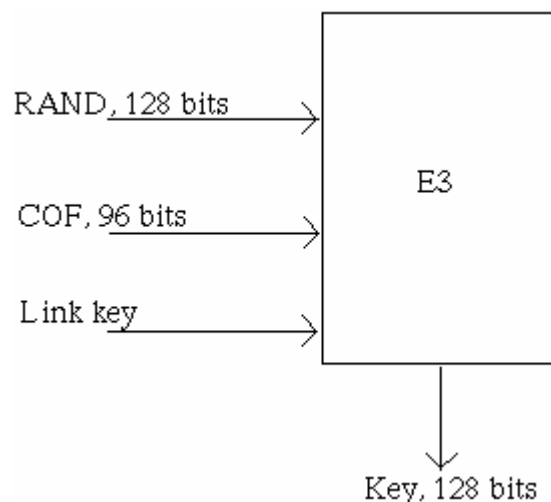 RAND, 128 bits
E3
COF, 96 bits
Link key
Key, 128 bits